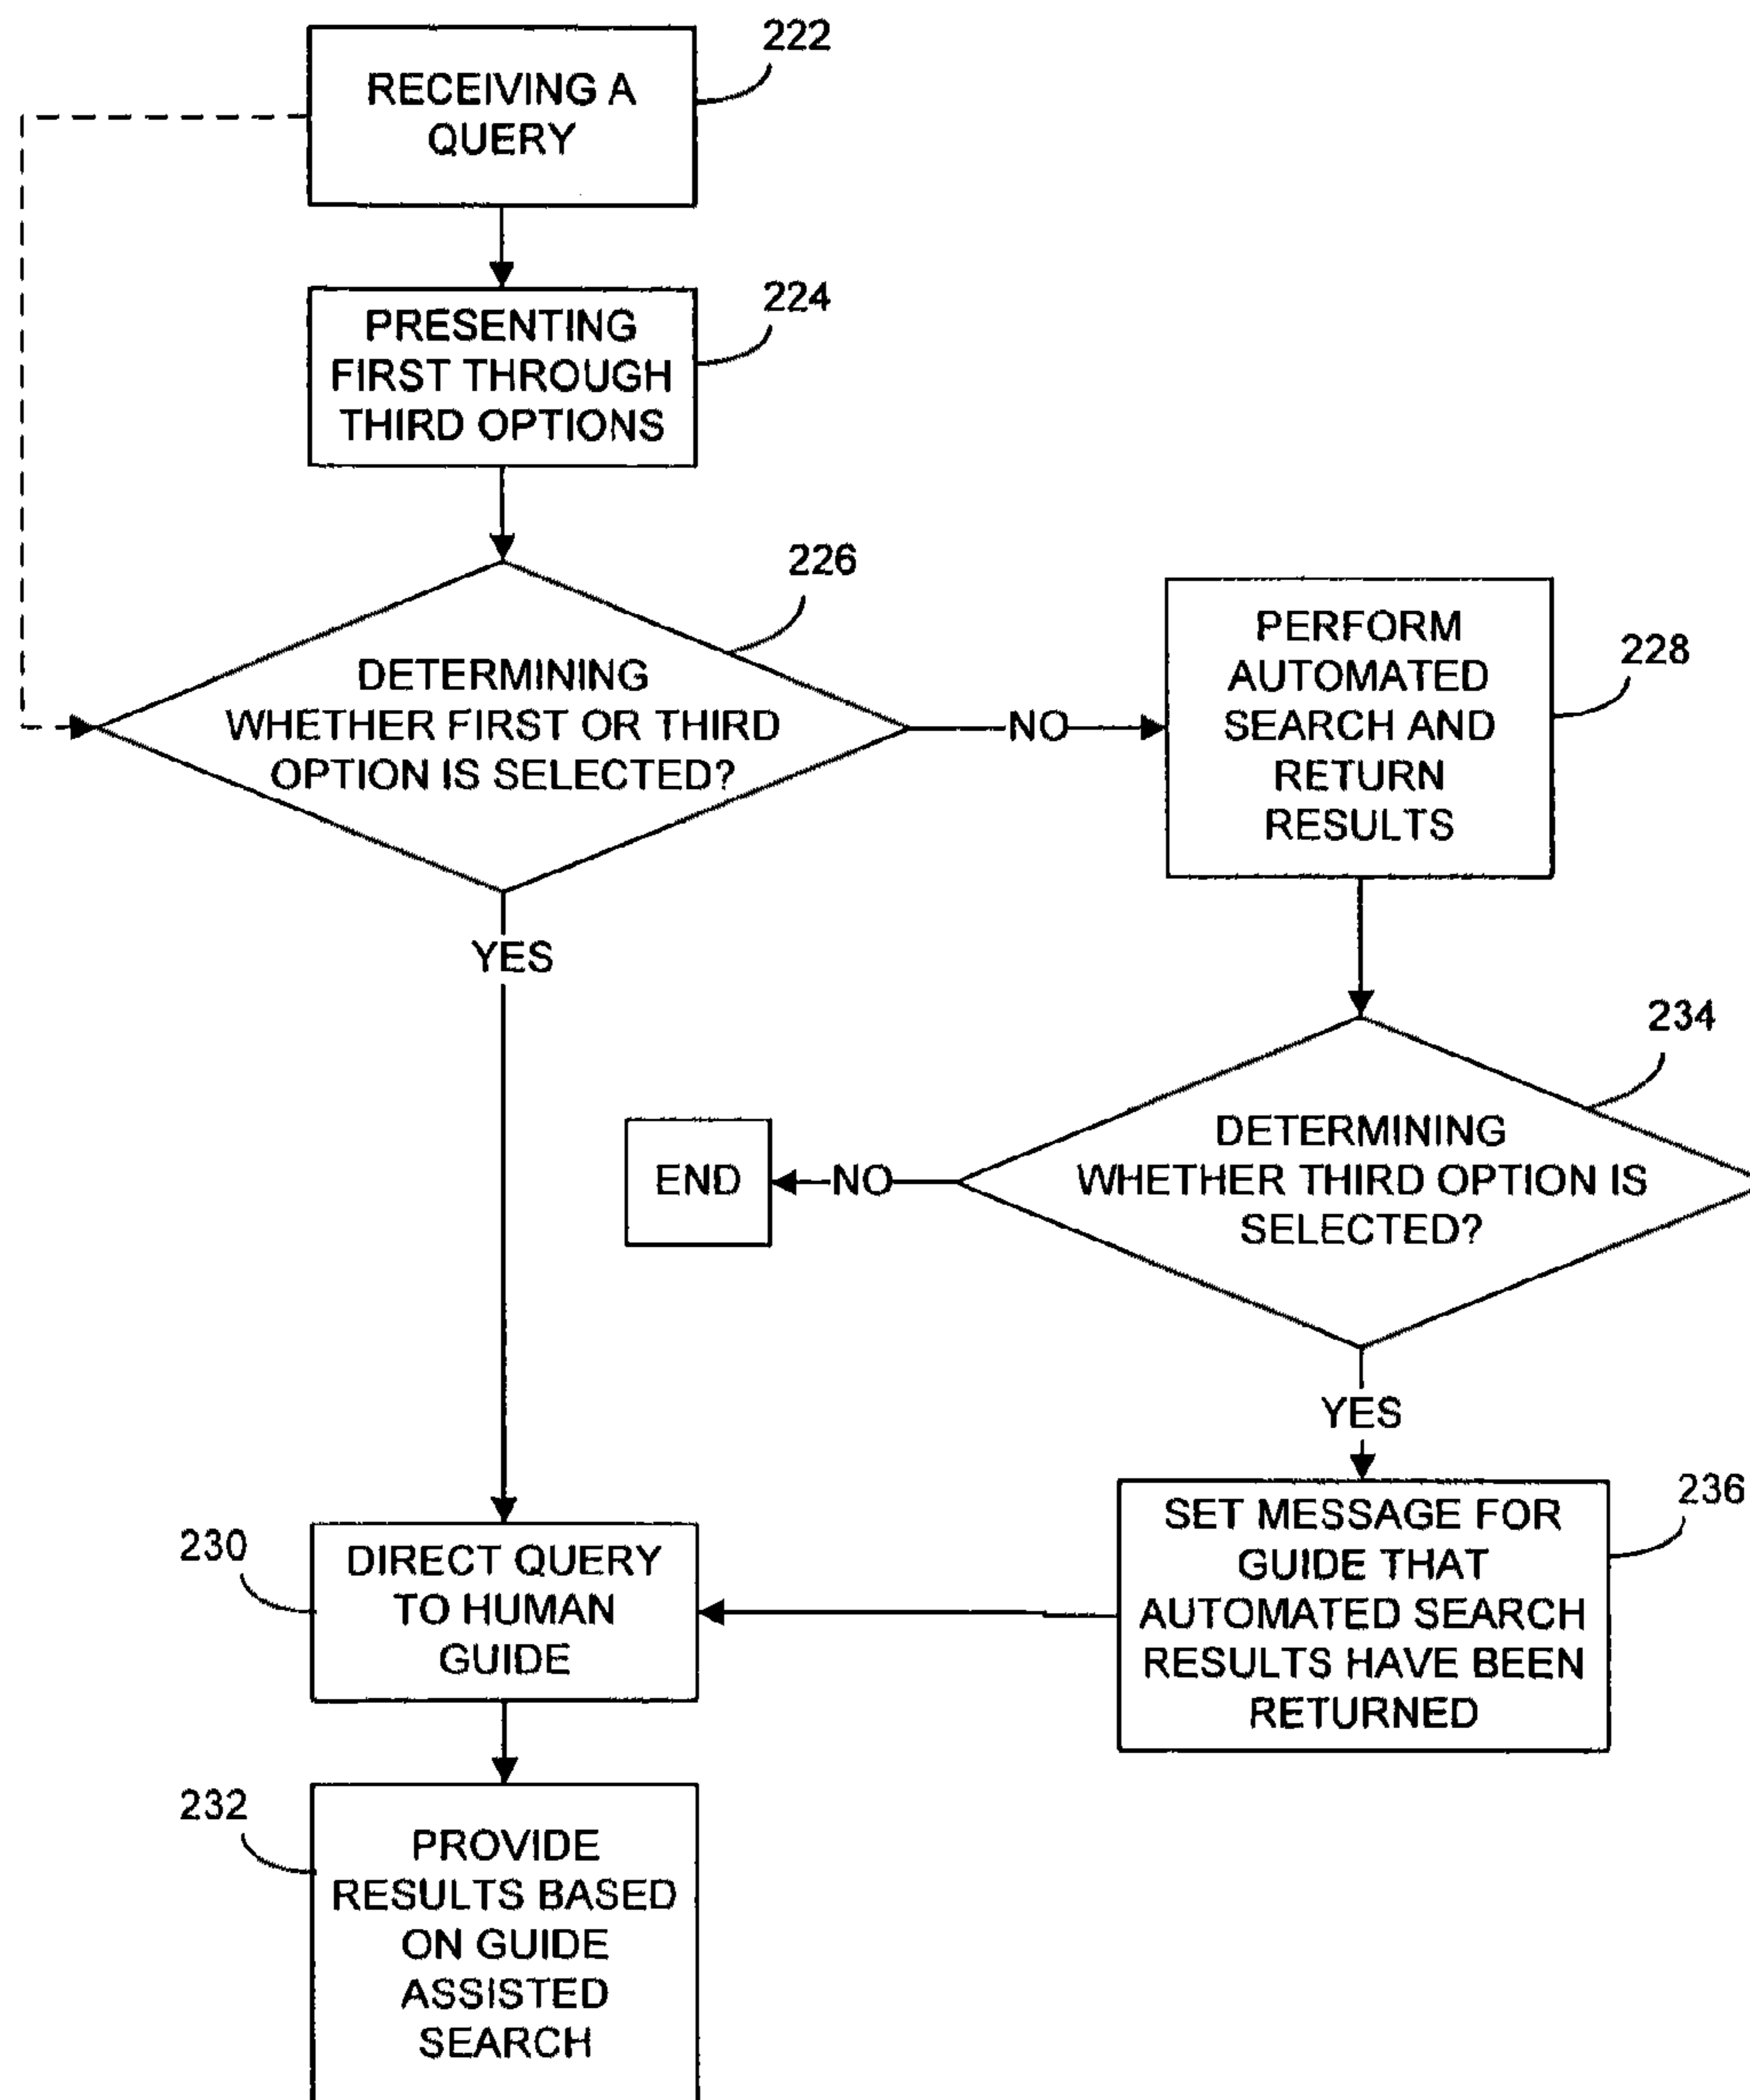 222
RECEIVING A
QUERY
224
PRESENTING
FIRST THROUGH
THIRD OPTIONS
226
DETERMINING
WHETHER FIRST OR THIRD
OPTION IS SELECTED?
NO
YES
228
PERFORM
AUTOMATED
SEARCH AND
RETURN
RESULTS
234
DETERMINING
WHETHER THIRD OPTION IS
SELECTED?
NO
END
YES
236
SET MESSAGE FOR
GUIDE THAT
AUTOMATED SEARCH
RESULTS HAVE BEEN
RETURNED
230
DIRECT QUERY
TO HUMAN
GUIDE
232
PROVIDE
RESULTS BASED
ON GUIDE
ASSISTED
SEARCH